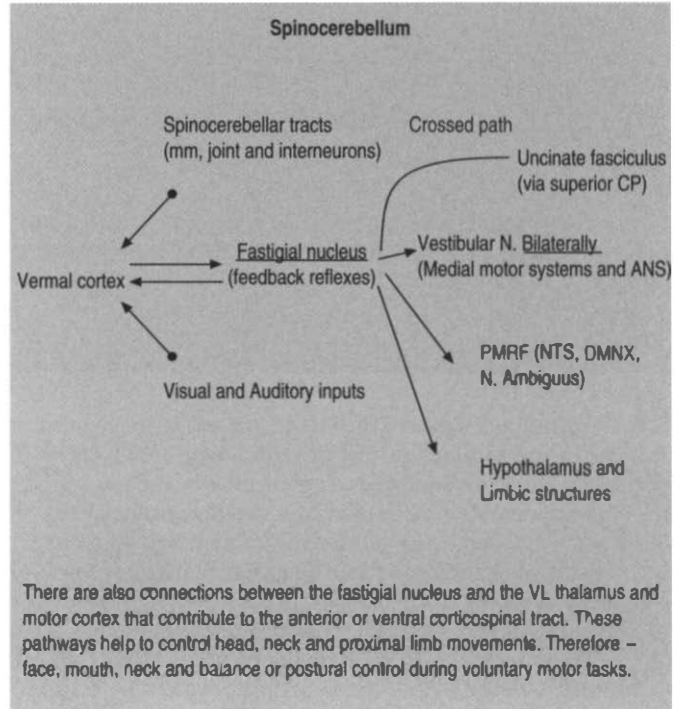 Spinocerebellum
Spinocerebellar tracts
(mm, joint and interneurons)
Crossed path
Uncinate fasciculus
(via superior CP)
Fastigial nucleus
(feedback reflexes)
Vestibular N. Bilaterally
(Medial motor systems and ANS)
Vermal cortex
PMRF (NTS, DMNX,
N. Ambiguus)
Visual and Auditory inputs
Hypothalamus and
Limbic structures
There are also connections between the fastigial nucleus and the VL thalamus and
motor cortex that contribute to the anterior or ventral corticospinal tract. These
pathways help to control head, neck and proximal limb movements. Therefore –
face, mouth, neck and balance or postural control during voluntary motor tasks.